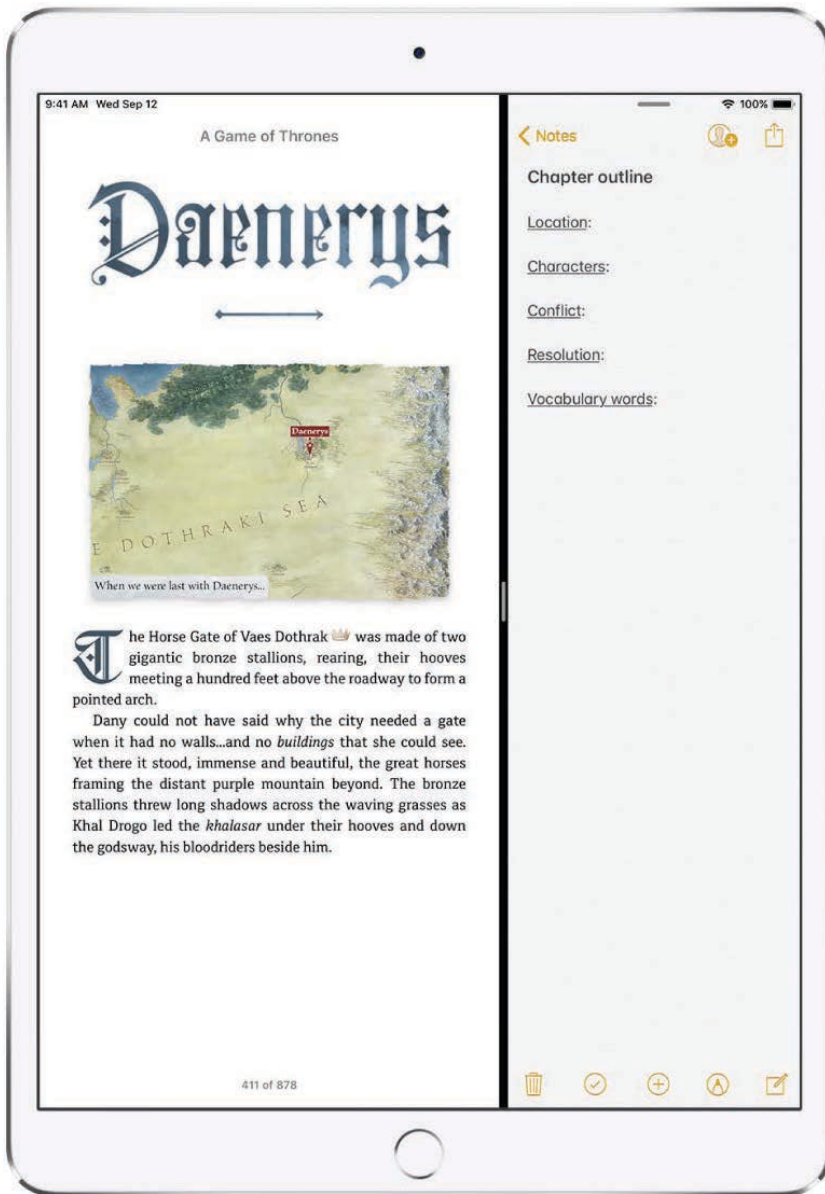 9:41 AM Wed Sep 12
A Game of Thrones
Daenerys
Daenerys
E DOTHRAKI SEA
When we were last with Daenerys...
The Horse Gate of Vaes Dothrak was made of two
gigantic bronze stallions, rearing, their hooves
meeting a hundred feet above the roadway to form a
pointed arch.
Dany could not have said why the city needed a gate
when it had no walls...and no buildings that she could see.
Yet there it stood, immense and beautiful, the great horses
framing the distant purple mountain beyond. The bronze
stallions threw long shadows across the waving grasses as
Khal Drogo led the khalasar under their hooves and down
the godsway, his bloodriders beside him.
411 of 878
100%
Notes
Chapter outline
Location:
Characters:
Conflict:
Resolution:
Vocabulary words: